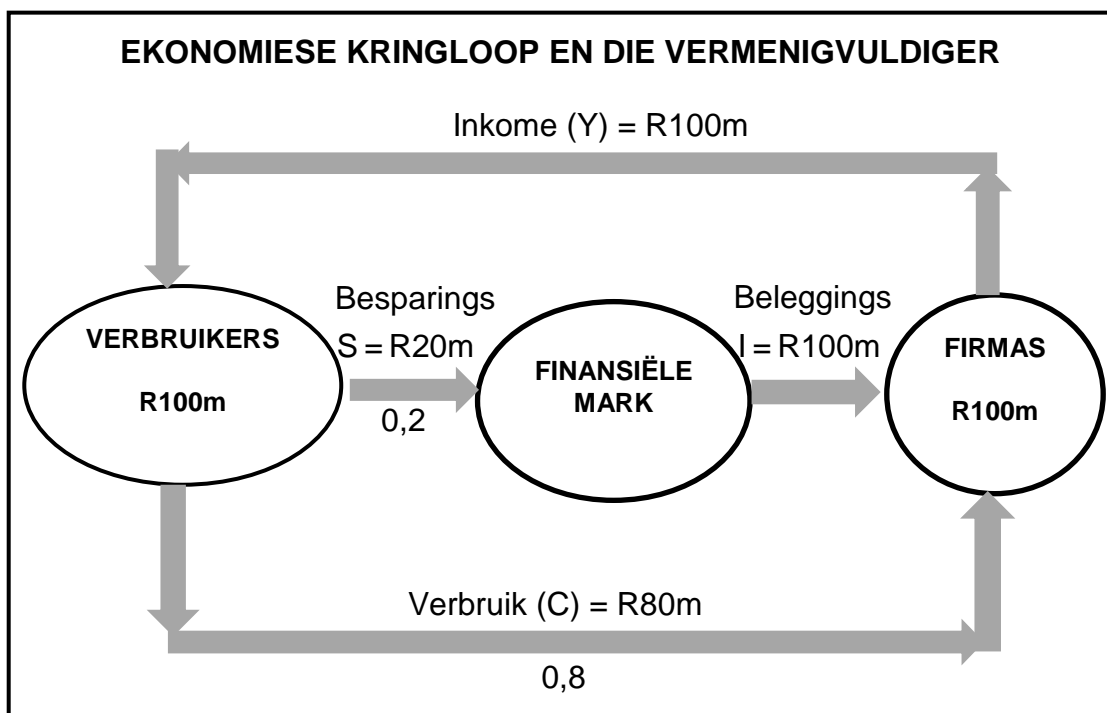 EKONOMIESE KRINGLOOP EN DIE VERMENIGVULDIGER
Inkome (Y) = R100m
VERBRUIKERS
R100m
Besparings
S = R20m
0,2
FINANSIËLE
MARK
Beleggings
I = R100m
FIRMAS
R100m
Verbruik (C) = R80m
0,8